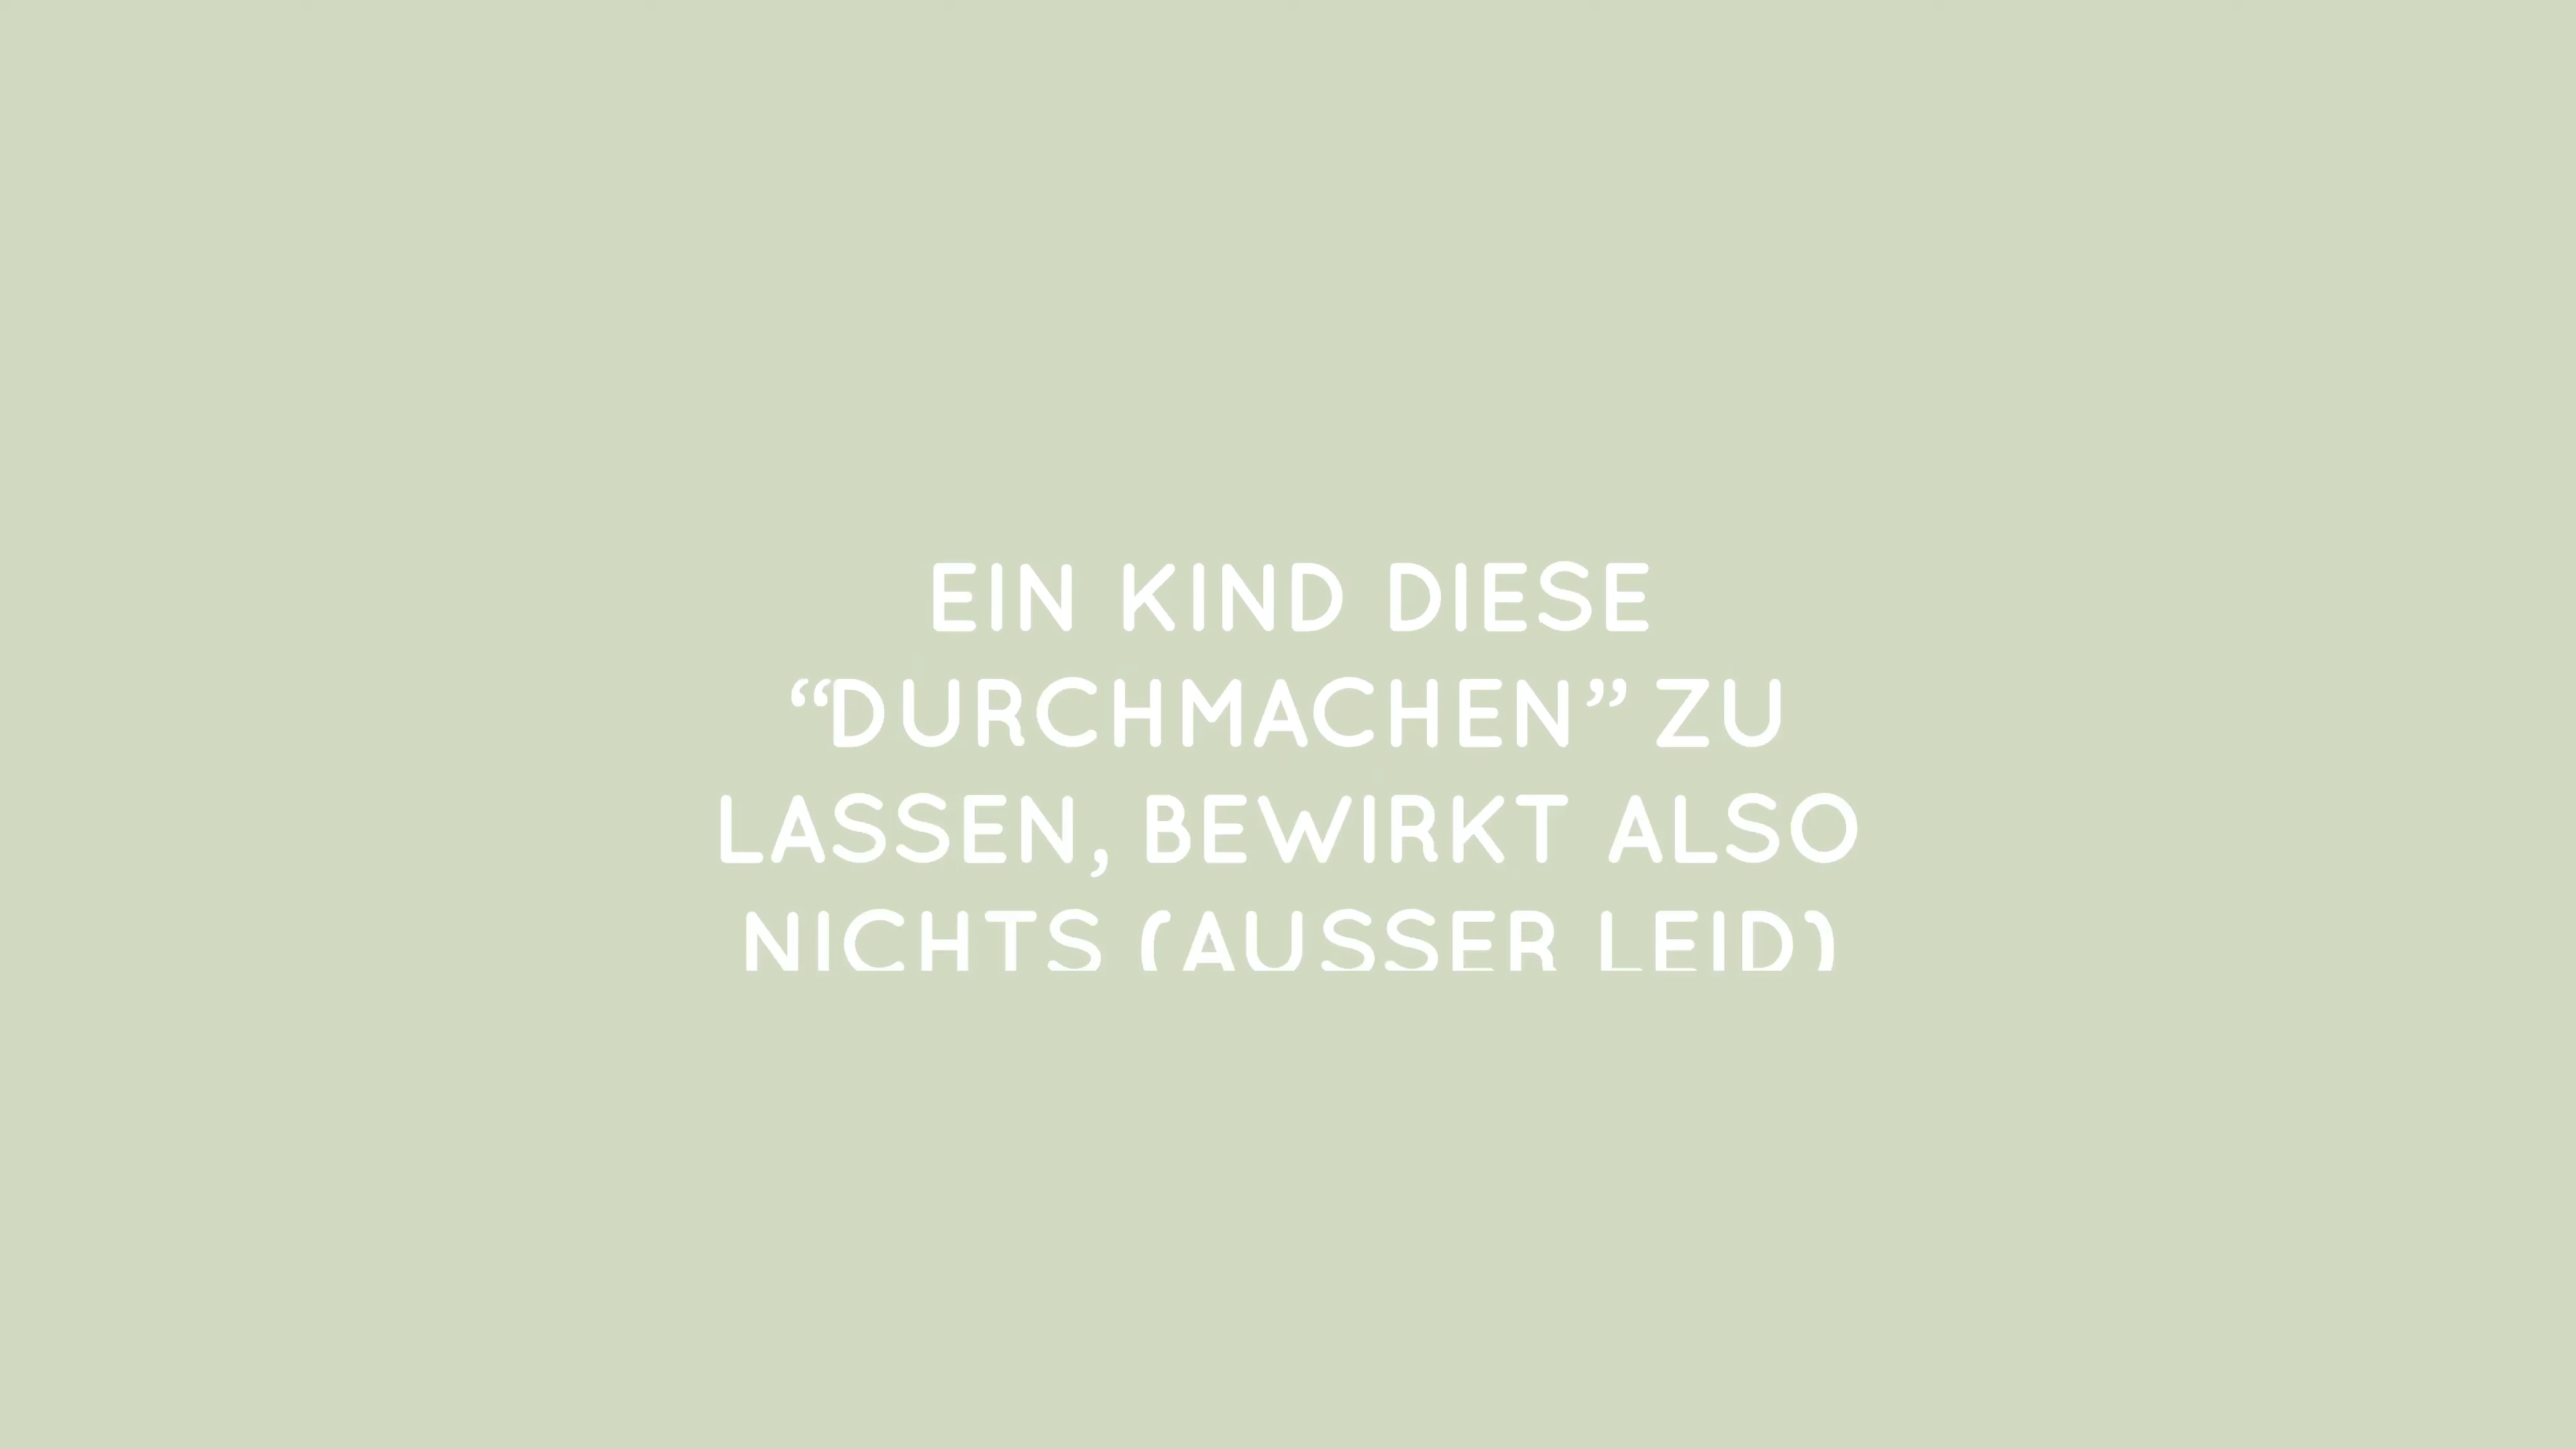 EIN KIND DIESE
“DURCHMACHEN” ZU
LASSEN, BEWIRKT ALSO
NICHTS (AUSSER LEID)